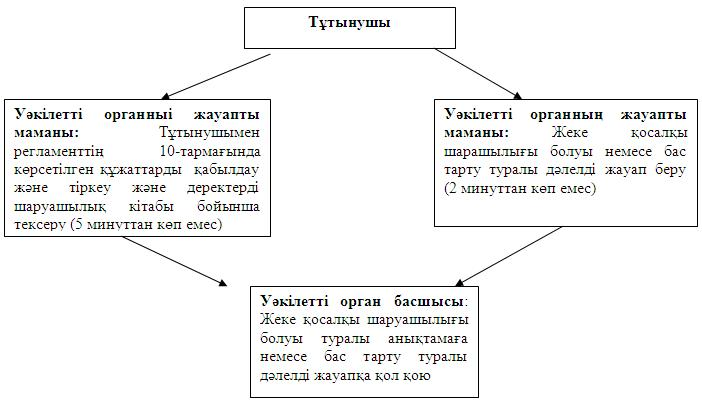 Тұтынушы
Уәкілетті органныі жауапты
маманы: Тұтынушымен
регламенттің 10-тармағында
көрсетілген құжаттарды қабылдау
және тіркеу және деректерді
шаруашылық кітабы бойынша
тексеру (5 минуттан көп емес)
Уәкілетті органның жауапты
маманы: Жеке қосалқы
шарашылығы болуы немесе бас
тарту туралы дәлелді жауап беру
(2 минуттан көп емес)
Уәкілетті орган басшысы:
Жеке қосалқы шаруашылығы
болуы туралы анықтамаға
немесе бас тарту туралы
дәлелді жауапқа қол қою